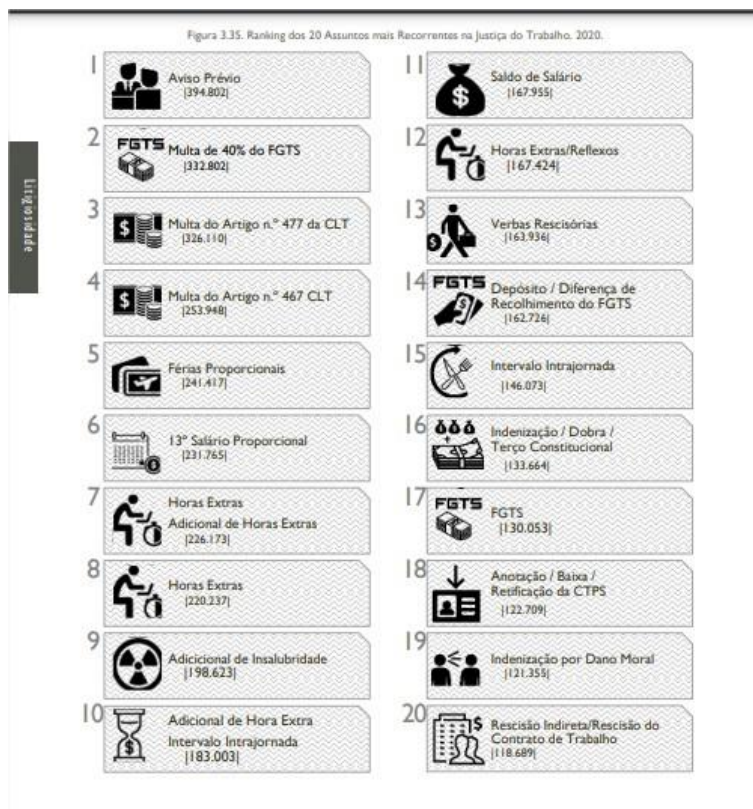 Figura 3.35. Ranking dos 20 Assuntos mais Recorrentes na Justiça do Trabalho. 2020.
Litigiosidade
1
Aviso Prévio
|394.802|
2
FGTS
Multa de 40% do FGTS
|332.802|
3
$
Multa do Artigo n.º 477 da CLT
|326.110|
4
$
Multa do Artigo n.º 467 CLT
|253.948|
5
Férias Proporcionais
|241.417|
6
13º Salário Proporcional
|231.765|
7
Horas Extras
Adicional de Horas Extras
|226.173|
8
Horas Extras
|220.237|
9
Adicicional de Insalubridade
|198.623|
10
$
Adicional de Hora Extra
Intervalo Intrajornada
|183.003|
11
$
Saldo de Salário
|167.955|
12
Horas Extras/Reflexos
|167.424|
13
$
Verbas Rescisórias
|163.936|
14
FGTS
$
Depósito / Diferença de
Recolhimento do FGTS
|162.726|
15
Intervalo Intrajornada
|146.073|
16
Indenização / Dobra /
Terço Constitucional
|133.664|
17
FGTS
FGTS
|130.053|
18
Anotação / Baixa /
Retificação da CTPS
|122.709|
19
Indenização por Dano Moral
|121.355|
20
$
Rescisão Indireta/Rescisão do
Contrato de Trabalho
|118.689|